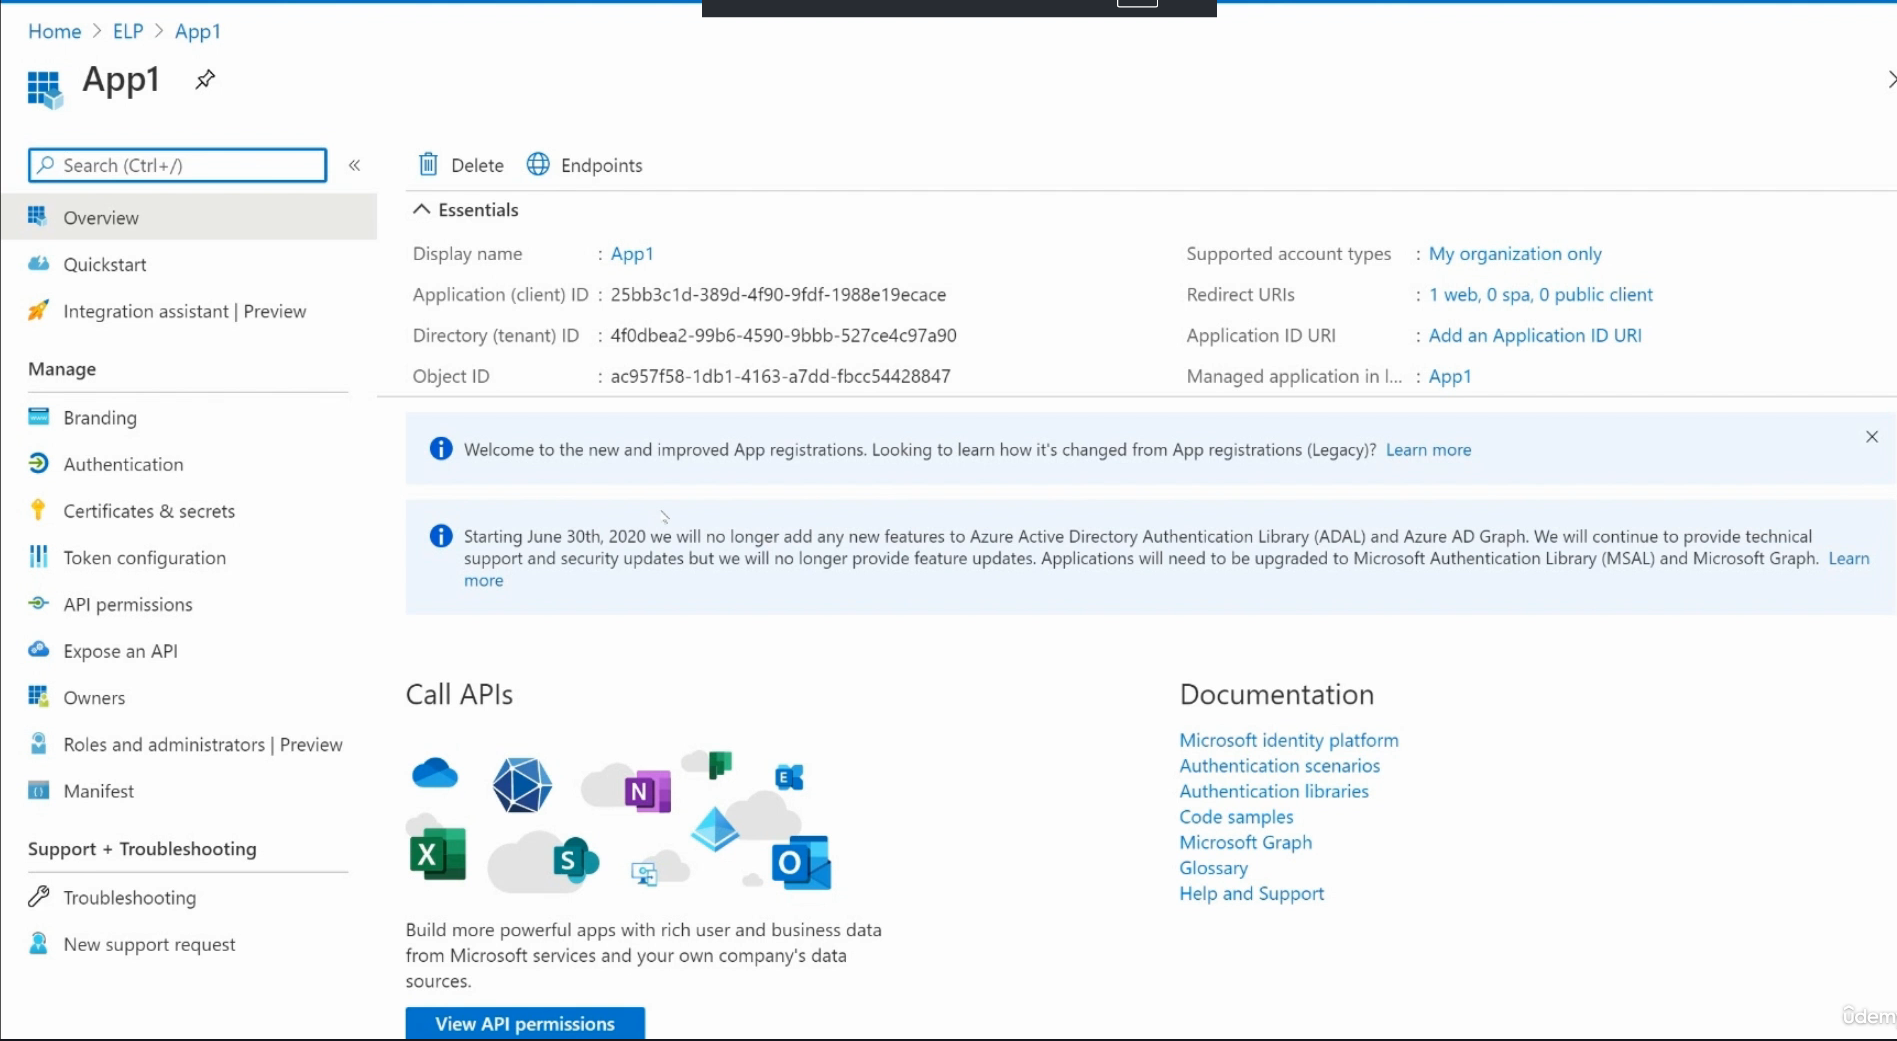 Home > ELP > App1
App1
Search (Ctrl+/)
«
Overview
Quickstart
Integration assistant | Preview
Manage
Branding
Authentication
Certificates & secrets
Token configuration
API permissions
Expose an API
Owners
Roles and administrators | Preview
Manifest
Support + Troubleshooting
Troubleshooting
New support request
Delete
Endpoints
Essentials
Display name : App1
Application (client) ID : 25bb3c1d-389d-4f90-9fdf-1988e19ecace
Directory (tenant) ID : 4f0dbea2-99b6-4590-9bbb-527ce4c97a90
Object ID : ac957f58-1db1-4163-a7dd-fbcc54428847
Supported account types : My organization only
Redirect URIs : 1 web, 0 spa, 0 public client
Application ID URI : Add an Application ID URI
Managed application in l... : App1
Welcome to the new and improved App registrations. Looking to learn how it's changed from App registrations (Legacy)? Learn more
Starting June 30th, 2020 we will no longer add any new features to Azure Active Directory Authentication Library (ADAL) and Azure AD Graph. We will continue to provide technical
support and security updates but we will no longer provide feature updates. Applications will need to be upgraded to Microsoft Authentication Library (MSAL) and Microsoft Graph. Learn
more
Call APIs
N
E
X
S
O
Build more powerful apps with rich user and business data
from Microsoft services and your own company's data
sources.
View API permissions
Documentation
Microsoft identity platform
Authentication scenarios
Authentication libraries
Code samples
Microsoft Graph
Glossary
Help and Support
ûdem